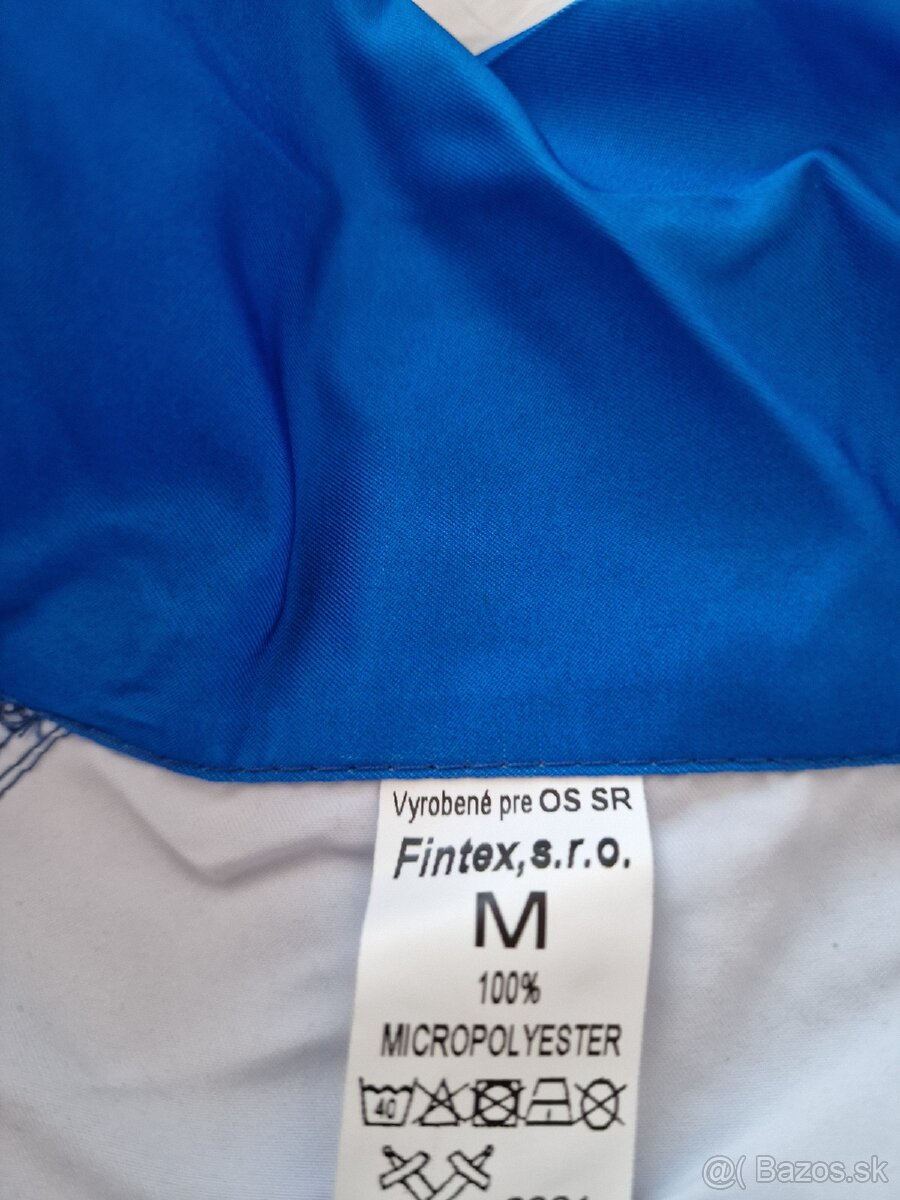 Vyrobené pre OS SR
Fintex,s.r.o.
M
100%
MICROPOLYESTER
40
@( Bazos.sk